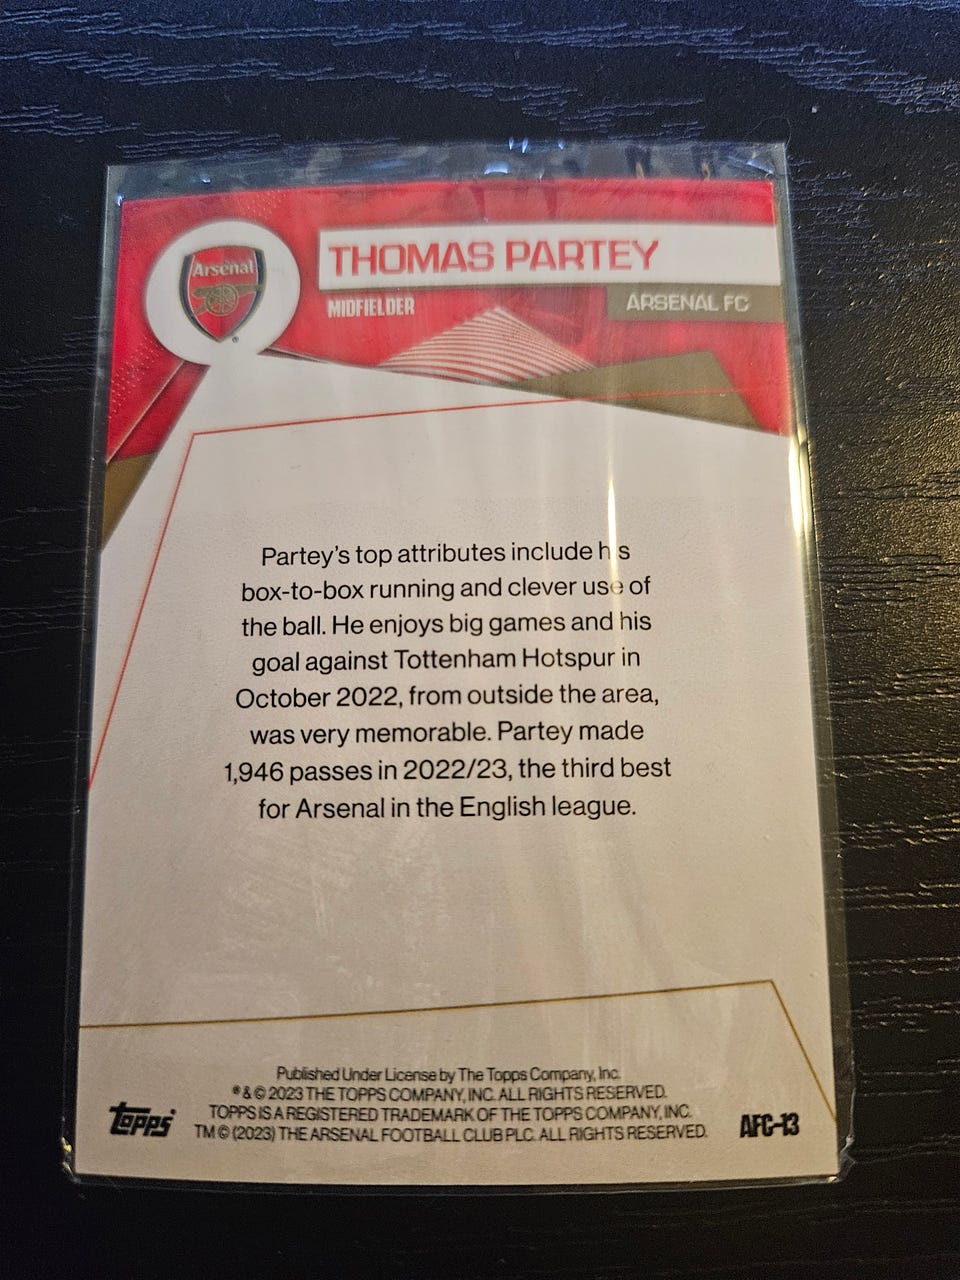 Arsenal
THOMAS PARTEY
MIDFIELDER
ARSENAL FC
Partey's top attributes include his
box-to-box running and clever use of
the ball. He enjoys big games and his
goal against Tottenham Hotspur in
October 2022, from outside the area,
was very memorable. Partey made
1,946 passes in 2022/23, the third best
for Arsenal in the English league.
Published Under License by The Topps Company, Inc.
® & © 2023 THE TOPPS COMPANY, INC. ALL RIGHTS RESERVED.
TOPPS IS A REGISTERED TRADEMARK OF THE TOPPS COMPANY, INC.
TM © (2023) THE ARSENAL FOOTBALL CLUB PLC. ALL RIGHTS RESERVED.
topps
AFC-13